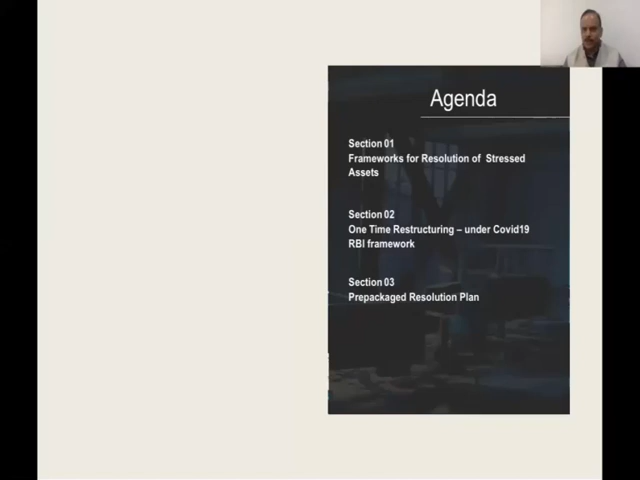 Agenda
Section 01
Frameworks for Resolution of Stressed
Assets
Section 02
One Time Restructuring – under Covid19
RBI framework
Section 03
Prepackaged Resolution Plan